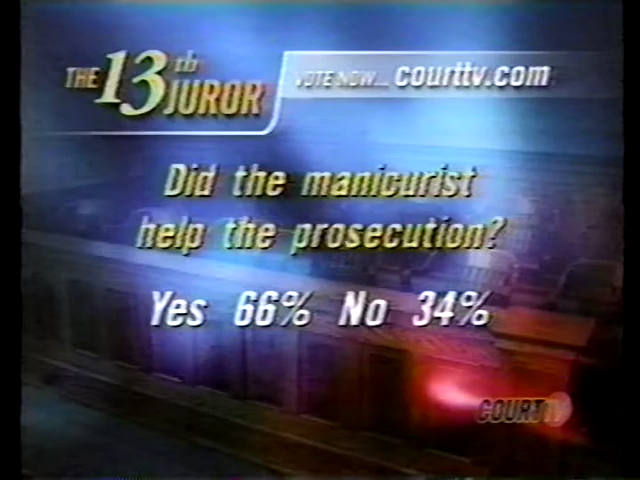 THE 13th JUROR
VOTE NOW... courttv.com
Did the manicurist
help the prosecution?
Yes 66% No 34%
COURT TV